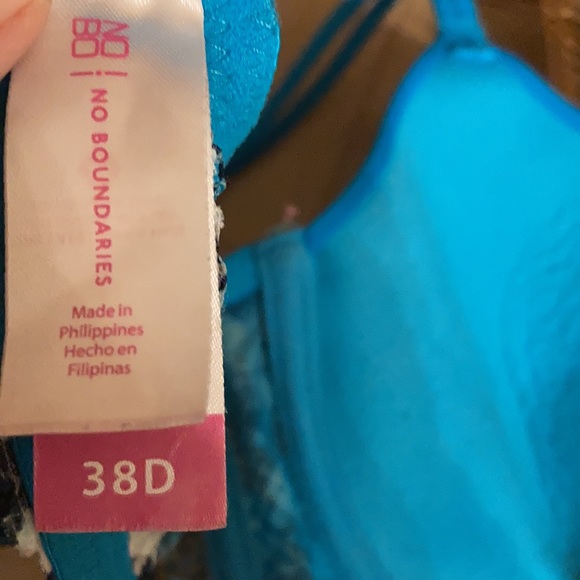 NO!
BO!
NO BOUNDARIES
Made in
Philippines
Hecho en
Filipinas
38D